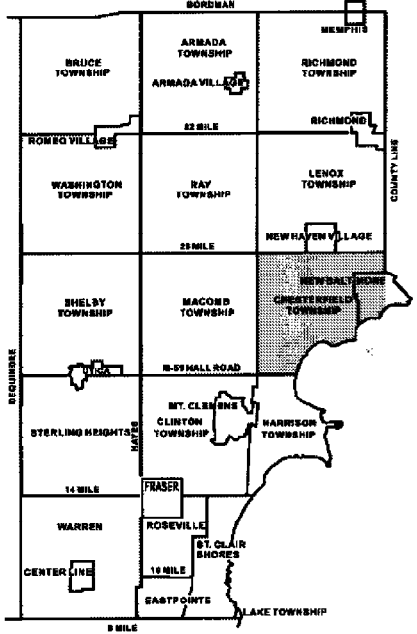 BORDMAN
MEMPHIS
BRUCE
TOWNSHIP
ARMADA
TOWNSHIP
ARMADA VILLAGE
RICHMOND
TOWNSHIP
RICHMOND
32 MILE
ROMEO VILLAGE
WASHINGTON
TOWNSHIP
RAY
TOWNSHIP
LENOX
TOWNSHIP
COUNTY LINE
NEW HAVEN VILLAGE
26 MILE
NEW BALTIMORE
CHESTERFIELD
TOWNSHIP
SHELBY
TOWNSHIP
MACOMB
TOWNSHIP
UTICA
M-59 HALL ROAD
DEQUINDRE
HAYES
STERLING HEIGHTS
MT. CLEMENS
CLINTON
TOWNSHIP
HARRISON
TOWNSHIP
14 MILE
FRASER
WARREN
ROSEVILLE
ST. CLAIR
SHORES
CENTER LINE
10 MILE
EASTPOINTE
LAKE TOWNSHIP
8 MILE